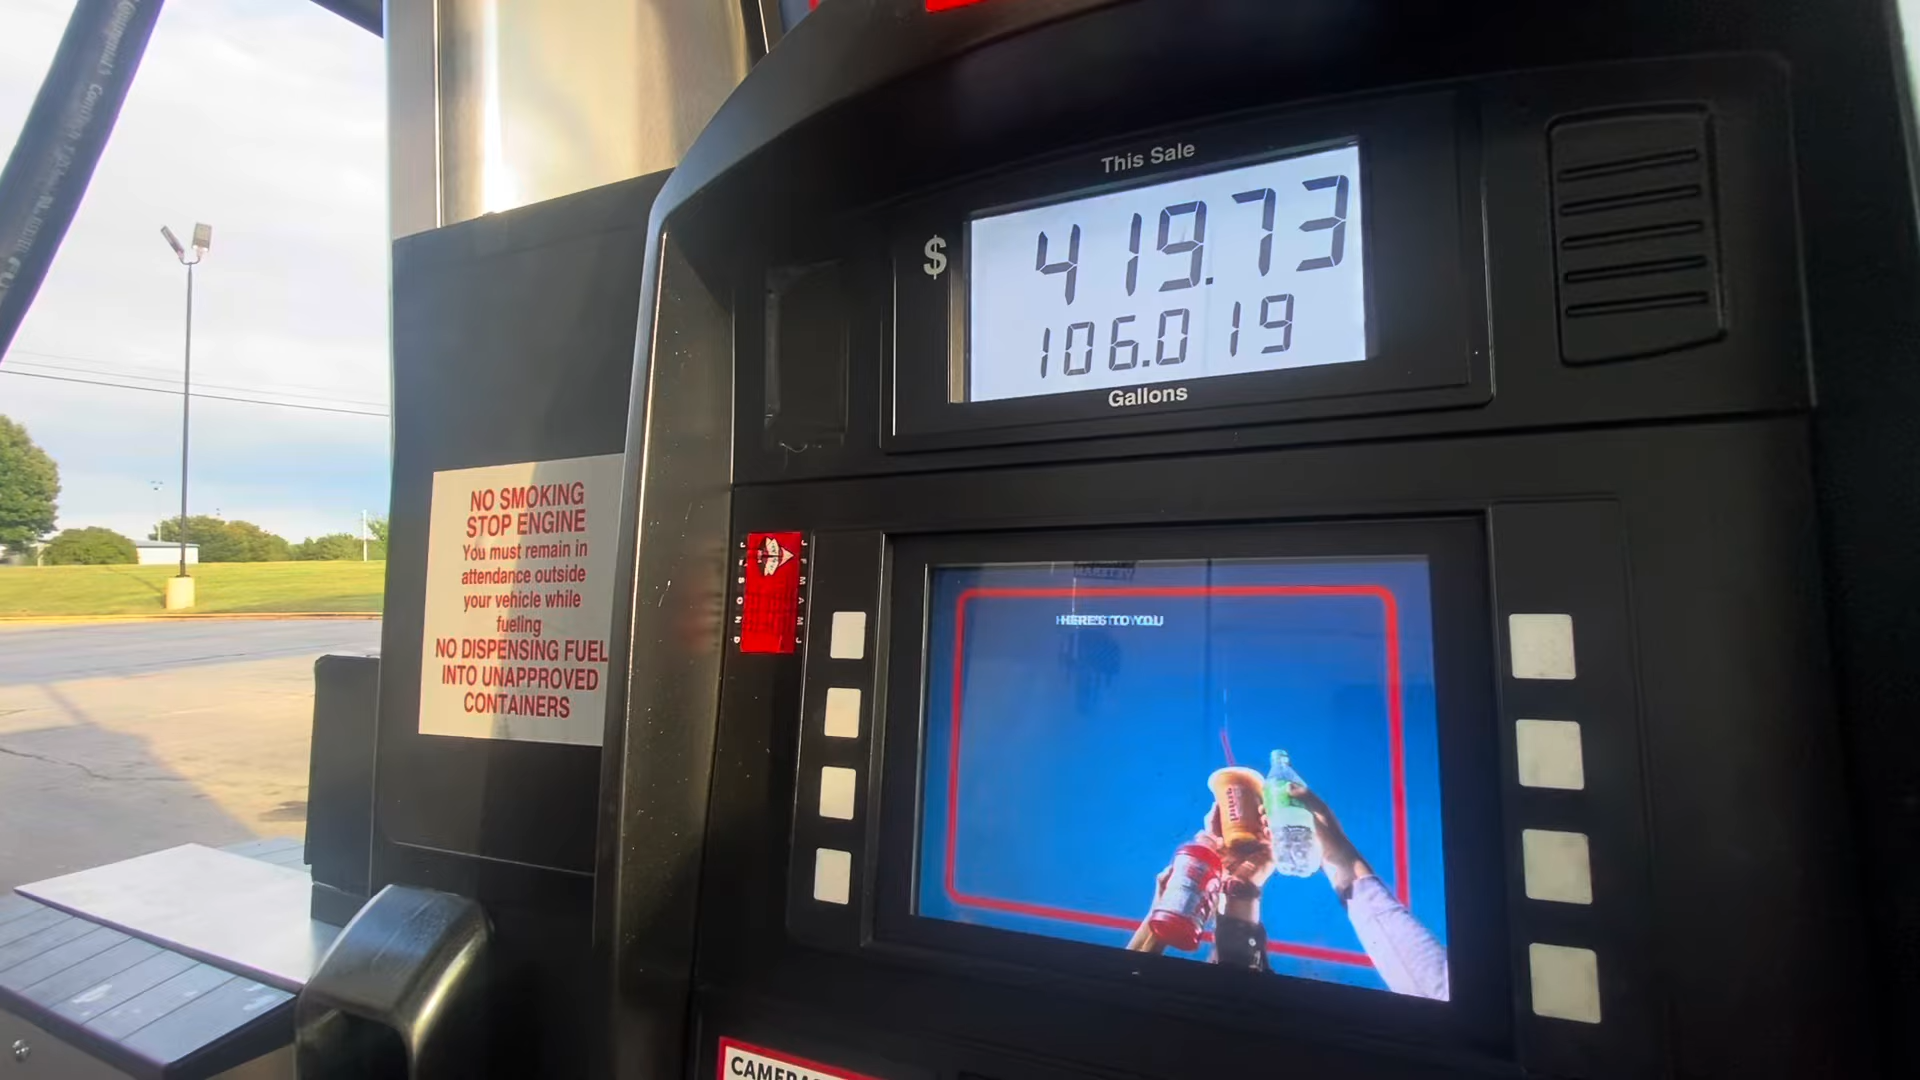 This Sale
$ 419.73
106.019
Gallons
NO SMOKING
STOP ENGINE
You must remain in
attendance outside
your vehicle while
fueling
NO DISPENSING FUEL
INTO UNAPPROVED
CONTAINERS
J F M A M J
J A S O N D
HERE'S TO YOU